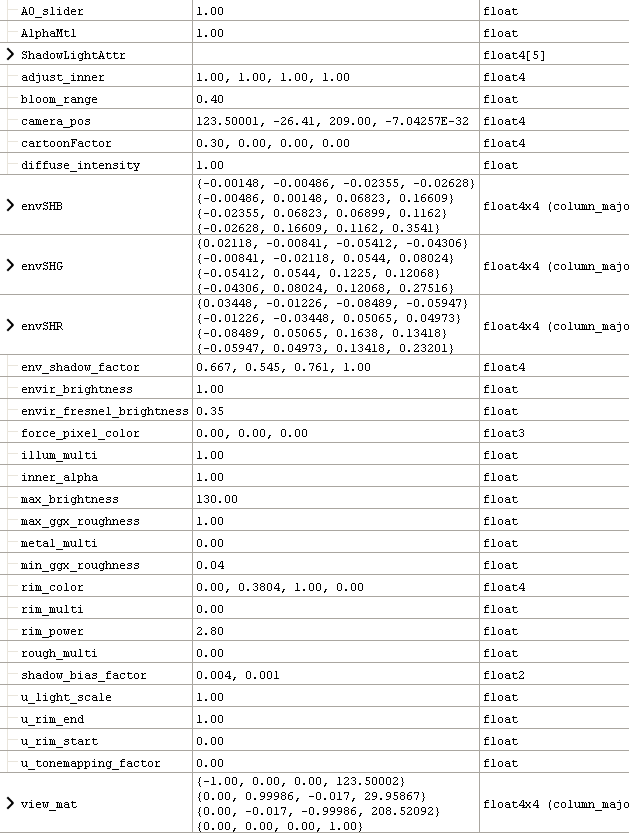 A0_slider 1.00 float
AlphaMtl 1.00 float
ShadowLightAttr float4[5]
adjust_inner 1.00, 1.00, 1.00, 1.00 float4
bloom_range 0.40 float
camera_pos 123.50001, -26.41, 209.00, -7.04257E-32 float4
cartoonFactor 0.30, 0.00, 0.00, 0.00 float4
diffuse_intensity 1.00 float
{-0.00148, -0.00486, -0.02355, -0.02628}
envSHB {-0.00486, 0.00148, 0.06823, 0.16609} float4x4 (column_majo
{-0.02355, 0.06823, 0.06899, 0.1162}
{-0.02628, 0.16609, 0.1162, 0.3541}
{0.02118, -0.00841, -0.05412, -0.04306}
envSHG {-0.00841, -0.02118, 0.0544, 0.08024} float4x4 (column_majo
{-0.05412, 0.0544, 0.1225, 0.12068}
{-0.04306, 0.08024, 0.12068, 0.27516}
{0.03448, -0.01226, -0.08489, -0.05947}
envSHR {-0.01226, -0.03448, 0.05065, 0.04973} float4x4 (column_majo
{-0.08489, 0.05065, 0.1638, 0.13418}
{-0.05947, 0.04973, 0.13418, 0.23201}
env_shadow_factor 0.667, 0.545, 0.761, 1.00 float4
envir_brightness 1.00 float
envir_fresnel_brightness 0.35 float
force_pixel_color 0.00, 0.00, 0.00 float3
illum_multi 1.00 float
inner_alpha 1.00 float
max_brightness 130.00 float
max_ggx_roughness 1.00 float
metal_multi 0.00 float
min_ggx_roughness 0.04 float
rim_color 0.00, 0.3804, 1.00, 0.00 float4
rim_multi 0.00 float
rim_power 2.80 float
rough_multi 0.00 float
shadow_bias_factor 0.004, 0.001 float2
u_light_scale 1.00 float
u_rim_end 1.00 float
u_rim_start 0.00 float
u_tonemapping_factor 0.00 float
{-1.00, 0.00, 0.00, 123.50002}
view_mat {0.00, 0.99986, -0.017, 29.95867} float4x4 (column_majo
{0.00, -0.017, -0.99986, 208.52092}
{0.00, 0.00, 0.00, 1.00}